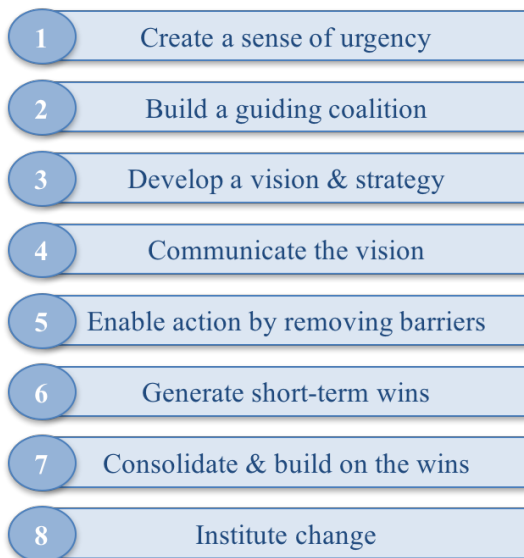 1 Create a sense of urgency
2 Build a guiding coalition
3 Develop a vision & strategy
4 Communicate the vision
5 Enable action by removing barriers
6 Generate short-term wins
7 Consolidate & build on the wins
8 Institute change